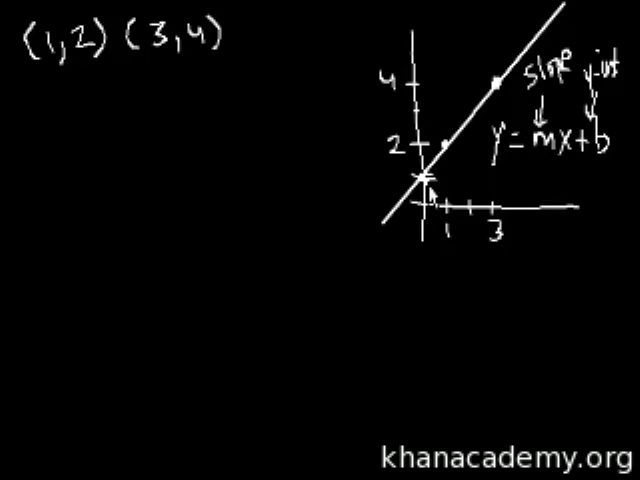 (1,2) (3,4)
slope y-int
4
y = mx + b
2
1 3
khanacademy.org